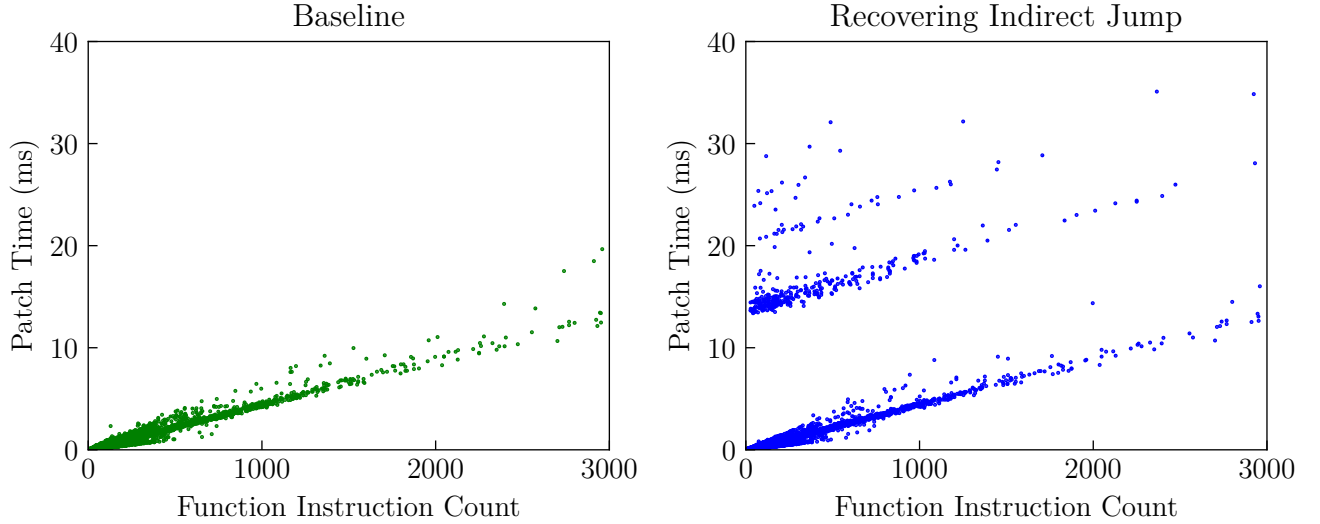 Baseline
40
30
20
10
0
Patch Time (ms)
0 1000 2000 3000
Function Instruction Count
Recovering Indirect Jump
40
30
20
10
0
Patch Time (ms)
0 1000 2000 3000
Function Instruction Count